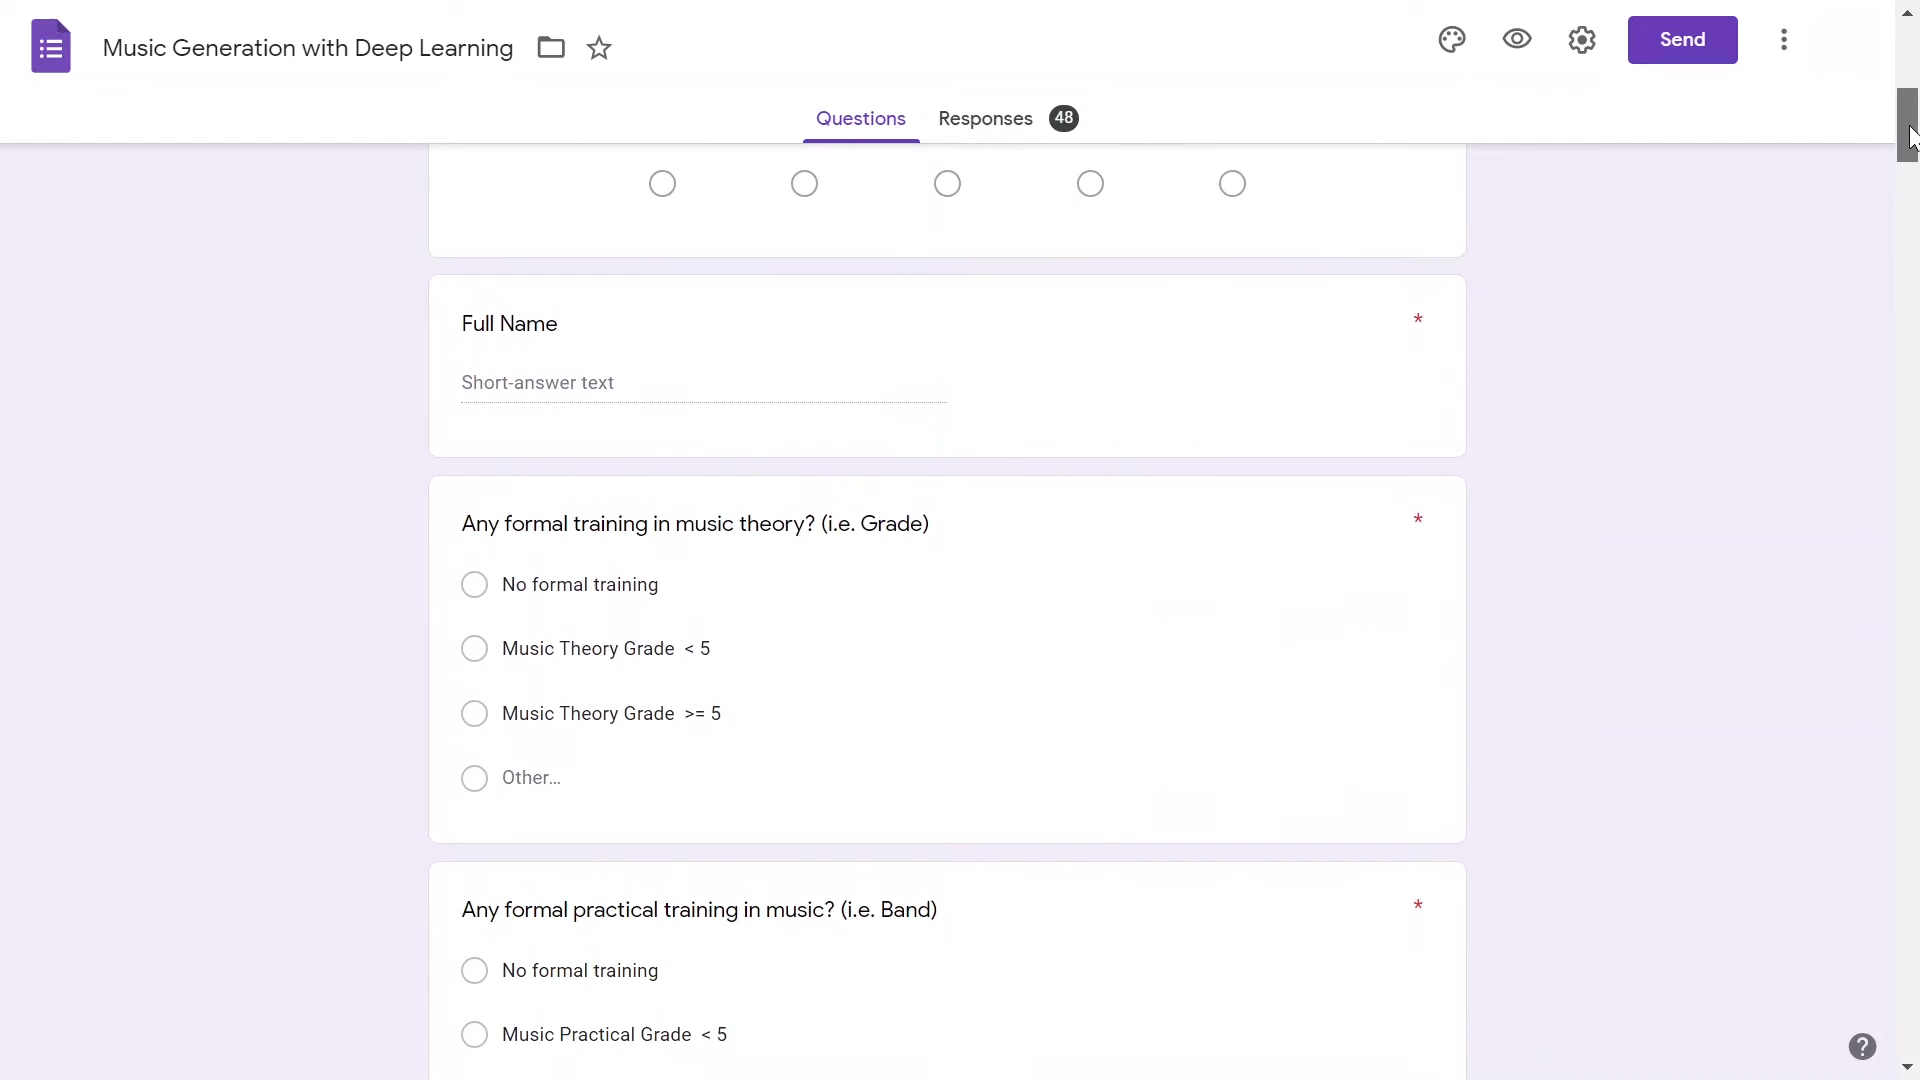 Music Generation with Deep Learning
Send
Questions Responses 48
Full Name *
Short-answer text
Any formal training in music theory? (i.e. Grade) *
No formal training
Music Theory Grade < 5
Music Theory Grade >= 5
Other...
Any formal practical training in music? (i.e. Band) *
No formal training
Music Practical Grade < 5
?